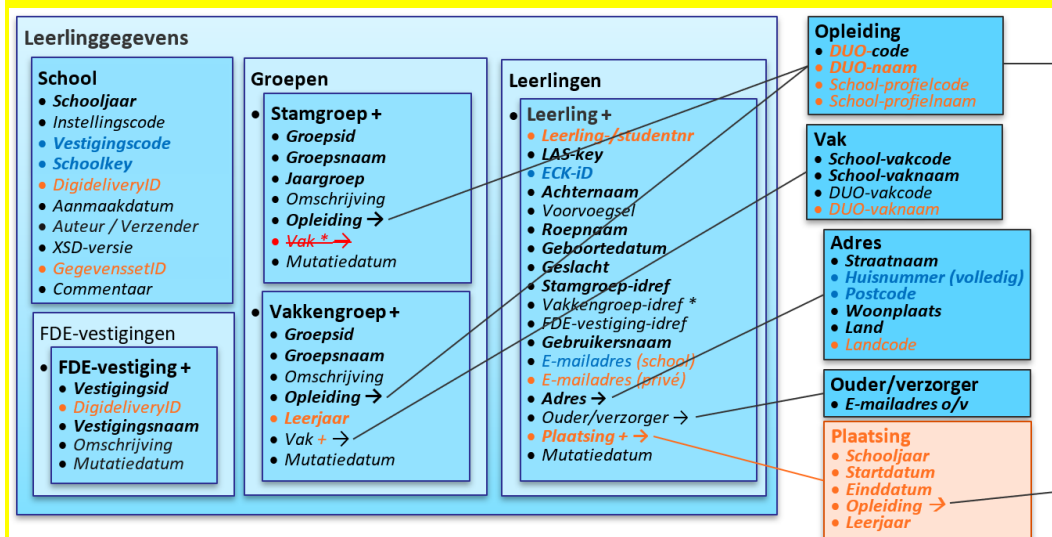 Leerlinggegevens
School
• Schooljaar
• Instellingscode
• Vestigingscode
• Schoolkey
• DigideliveryID
• Aanmaakdatum
• Auteur / Verzender
• XSD-versie
• GegevenssetID
• Commentaar
FDE-vestigingen
• FDE-vestiging +
• Vestigingsid
• DigideliveryID
• Vestigingsnaam
• Omschrijving
• Mutatiedatum
Groepen
• Stamgroep +
• Groepsid
• Groepsnaam
• Jaargroep
• Omschrijving
• Opleiding →
• Vak * →
• Mutatiedatum
• Vakkengroep +
• Groepsid
• Groepsnaam
• Omschrijving
• Opleiding →
• Leerjaar
• Vak + →
• Mutatiedatum
Leerlingen
• Leerling +
• Leerling-/studentnr
• LAS-key
• ECK-iD
• Achternaam
• Voorvoegsel
• Roepnaam
• Geboortedatum
• Geslacht
• Stamgroep-idref
• Vakkengroep-idref *
• FDE-vestiging-idref
• Gebruikersnaam
• E-mailadres (school)
• E-mailadres (privé)
• Adres →
• Ouder/verzorger →
• Plaatsing + →
• Mutatiedatum
Opleiding
• DUO-code
• DUO-naam
• School-profielcode
• School-profielnaam
Vak
• School-vakcode
• School-vaknaam
• DUO-vakcode
• DUO-vaknaam
Adres
• Straatnaam
• Huisnummer (volledig)
• Postcode
• Woonplaats
• Land
• Landcode
Ouder/verzorger
• E-mailadres o/v
Plaatsing
• Schooljaar
• Startdatum
• Einddatum
• Opleiding →
• Leerjaar